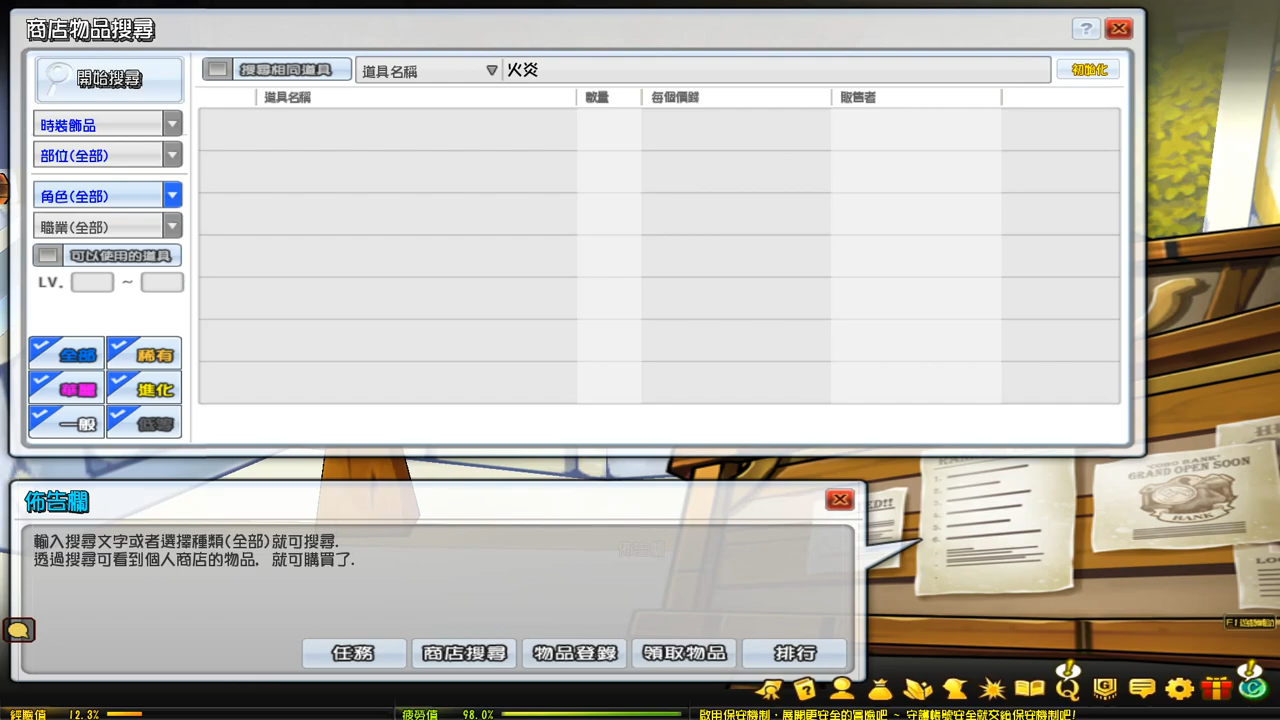 商店物品搜尋
?
開始搜尋
搜尋相同道具
道具名稱
火炎
初始化
道具名稱
數量
每個價錢
販售者
時裝飾品
部位(全部)
角色(全部)
職業(全部)
可以使用的道具
LV. ~
全部
稀有
華麗
進化
一般
低等
佈告欄
輸入搜尋文字或者選擇種類(全部)就可搜尋.
透過搜尋可看到個人商店的物品, 就可購買了.
任務
商店搜尋
物品登錄
領取物品
排行
GRAND OPEN SOON
BANK
經驗值 12.3%
疲勞值 98.0%
啟用保安機制, 展開更安全的冒險吧 ~ 守護帳號安全就交給保安機制吧!